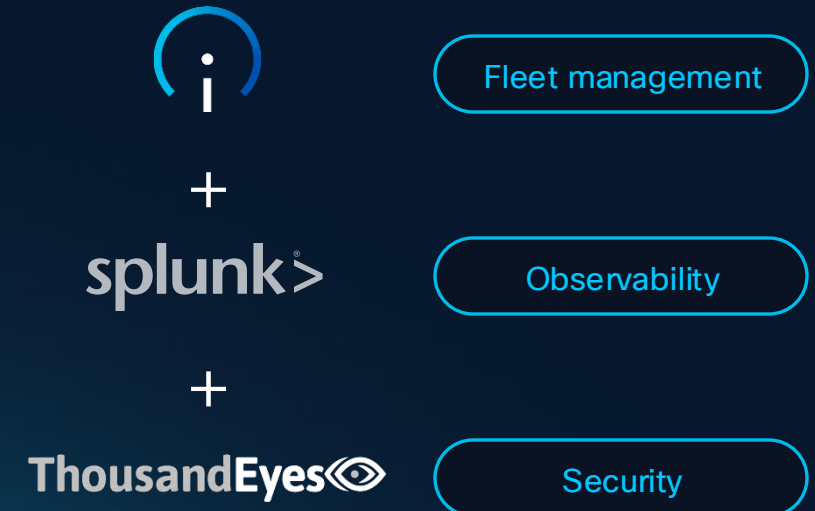 i
Fleet management
+
splunk>
Observability
+
ThousandEyes
Security